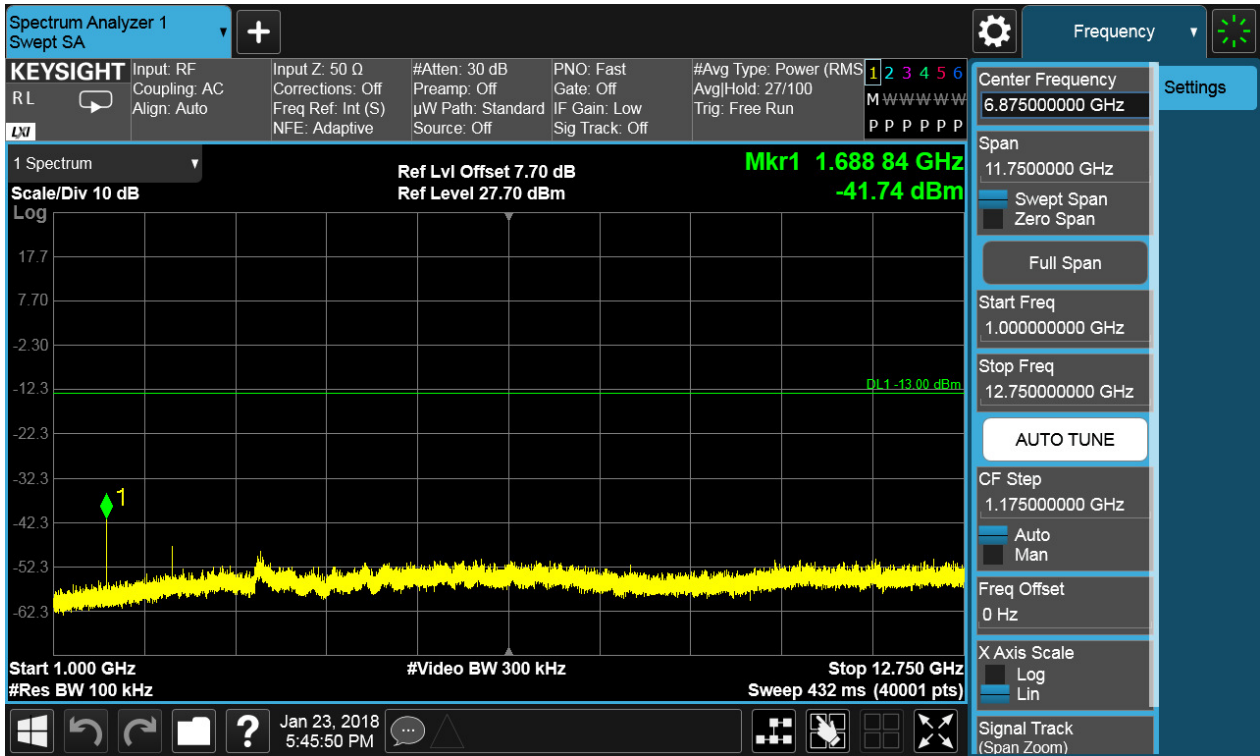 Spectrum Analyzer 1
Swept SA
Frequency
KEYSIGHT
R L
LXI
Input: RF
Coupling: AC
Align: Auto
Input Z: 50 Ω
Corrections: Off
Freq Ref: Int (S)
NFE: Adaptive
#Atten: 30 dB
Preamp: Off
µW Path: Standard
Source: Off
PNO: Fast
Gate: Off
IF Gain: Low
Sig Track: Off
#Avg Type: Power (RMS
Avg|Hold: 27/100
Trig: Free Run
1 2 3 4 5 6
M W W W W W
P P P P P P
1 Spectrum
Scale/Div 10 dB
Log
Ref Lvl Offset 7.70 dB
Ref Level 27.70 dBm
Mkr1 1.688 84 GHz
-41.74 dBm
17.7
7.70
-2.30
-12.3
DL1 -13.00 dBm
-22.3
-32.3
1
-42.3
-52.3
-62.3
Start 1.000 GHz
#Video BW 300 kHz
Stop 12.750 GHz
#Res BW 100 kHz
Sweep 432 ms (40001 pts)
?
Jan 23, 2018
5:45:50 PM
Center Frequency
6.875000000 GHz
Settings
Span
11.7500000 GHz
Swept Span
Zero Span
Full Span
Start Freq
1.000000000 GHz
Stop Freq
12.750000000 GHz
AUTO TUNE
CF Step
1.175000000 GHz
Auto
Man
Freq Offset
0 Hz
X Axis Scale
Log
Lin
Signal Track
(Span Zoom)